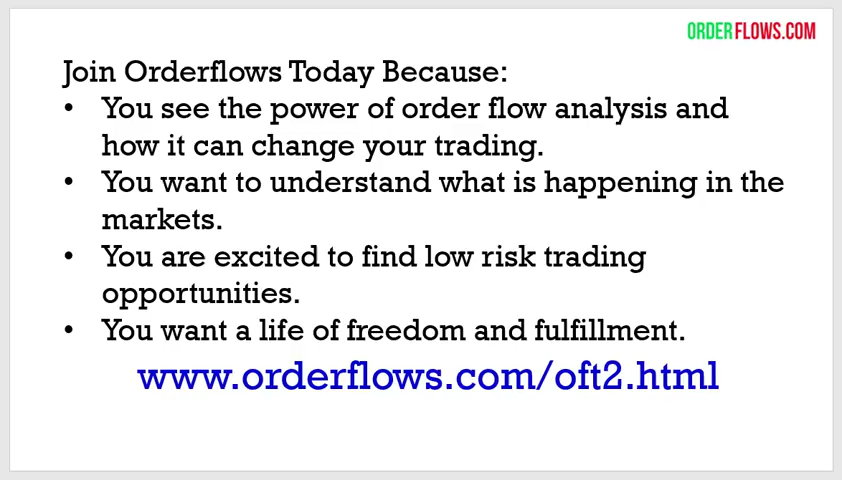 ORDERFLOWS.COM
Join Orderflows Today Because:
• You see the power of order flow analysis and
how it can change your trading.
• You want to understand what is happening in the
markets.
• You are excited to find low risk trading
opportunities.
• You want a life of freedom and fulfillment.
www.orderflows.com/oft2.html